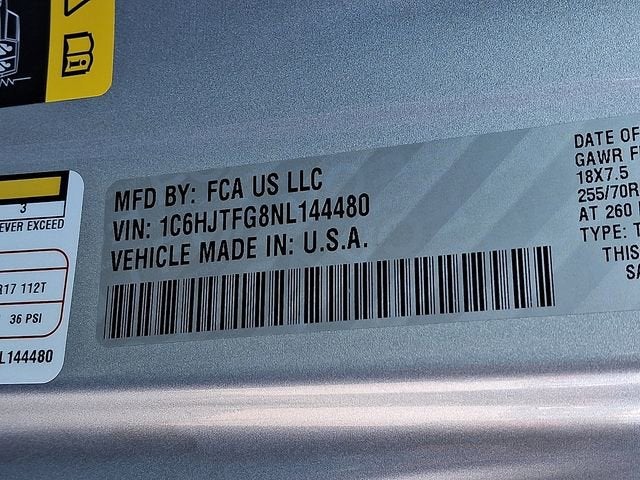 MFD BY: FCA US LLC
VIN: 1C6HJTFG8NL144480
VEHICLE MADE IN: U.S.A.
3
EVER EXCEED
R17 112T
36 PSI
L144480
DATE OF
GAWR F
18X7.5
255/70R
AT 260
TYPE: T
THIS
SA